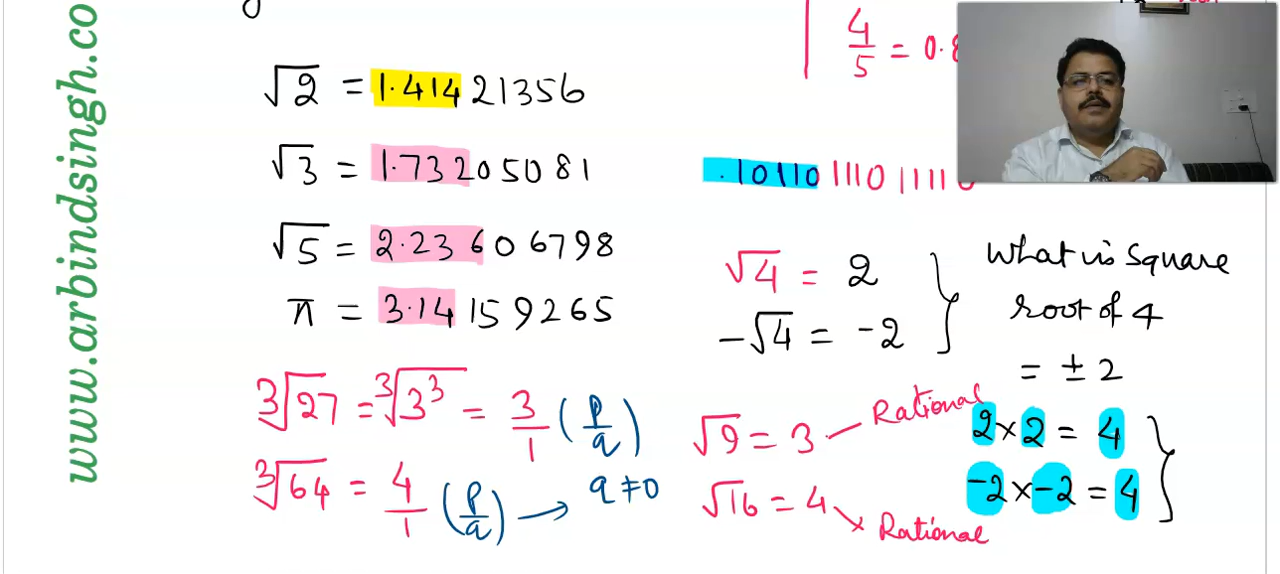 www.arbindsingh.co
√2 = 1.41421356
√3 = 1.73205081
√5 = 2.23606798
π = 3.14159265
∛27 = ∛3³ = 3/1 (p/q)
∛64 = 4/1 (p/q) → q ≠ 0
4/5 = 0.8
.10110111011110
√4 = 2
-√4 = -2
What is square
root of 4
= ± 2
√9 = 3 Rational
√16 = 4 Rational
2 × 2 = 4
-2 × -2 = 4